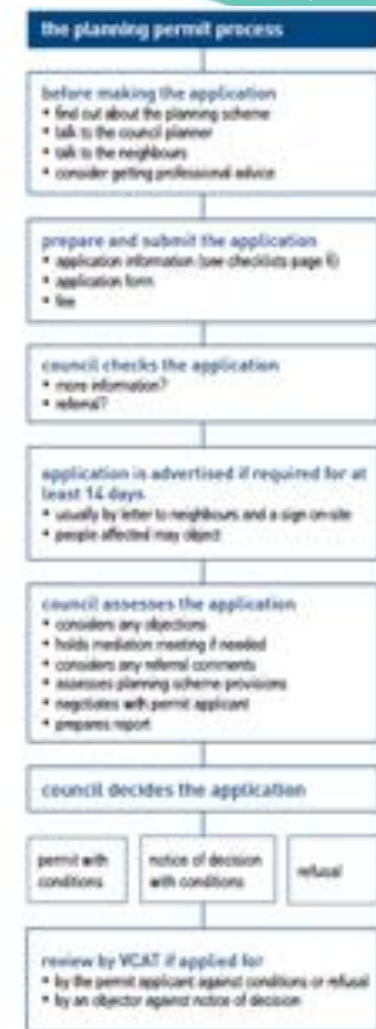 the planning permit process
before making the application
• find out about the planning scheme
• talk to the council planner
• talk to the neighbours
• consider getting professional advice
prepare and submit the application
• application information (see checklists page 6)
• application form
• fee
council checks the application
• more information?
• referral?
application is advertised if required for at
least 14 days
• usually by letter to neighbours and a sign on-site
• people affected may object
council assesses the application
• considers any objections
• holds mediation meeting if needed
• considers any referral comments
• assesses planning scheme provisions
• negotiates with permit applicant
• prepares report
council decides the application
permit with
conditions
notice of decision
with conditions
refusal
review by VCAT if applied for
• by the permit applicant against conditions or refusal
• by an objector against notice of decision